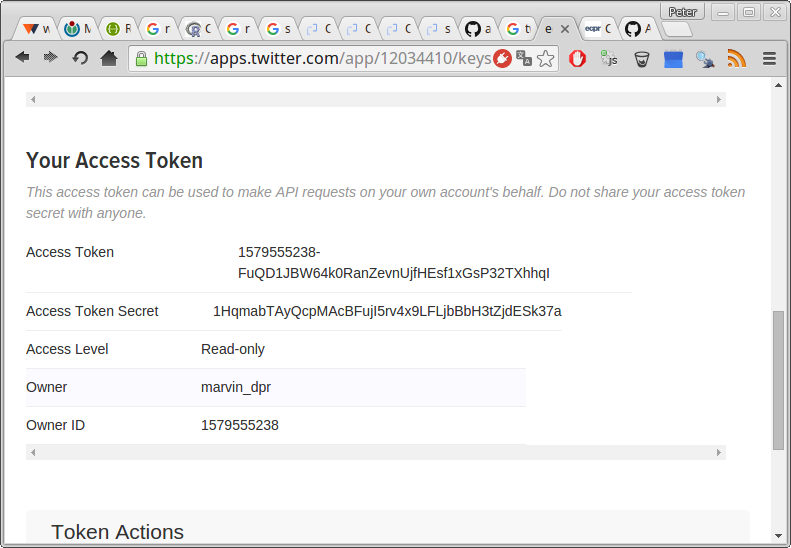 Peter
w M R G r C G r G s C C C s a G tv e C A
https://apps.twitter.com/app/12034410/keys
Your Access Token
This access token can be used to make API requests on your own account's behalf. Do not share your access token
secret with anyone.
Access Token 1579555238-
FuQD1JBW64k0RanZevnUjfHEsf1xGsP32TXhhqI
Access Token Secret 1HqmabTAyQcpMAcBFujI5rv4x9LFLjbBbH3tZjdESk37a
Access Level Read-only
Owner marvin_dpr
Owner ID 1579555238
Token Actions